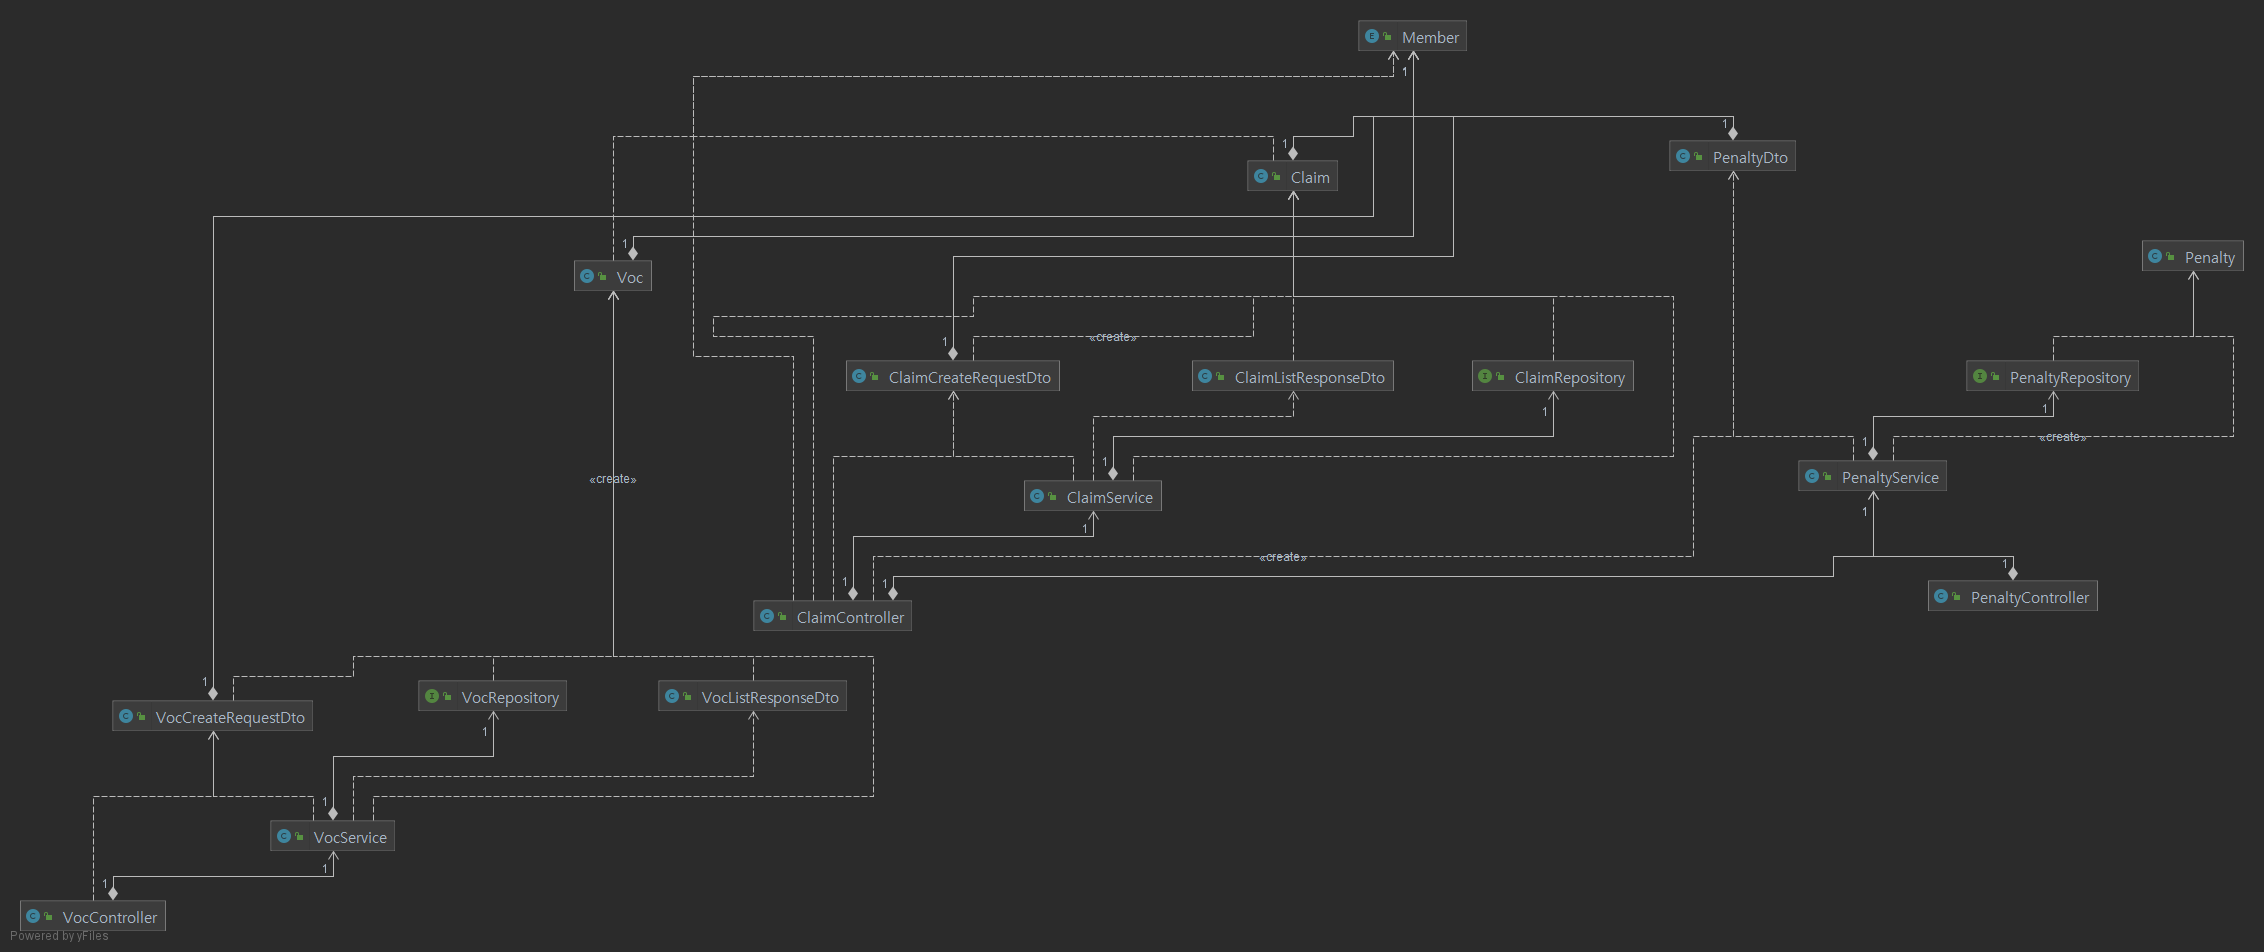 Member
1
1
1
PenaltyDto
Claim
1
Voc
Penalty
«create»
1
ClaimCreateRequestDto
ClaimListResponseDto
ClaimRepository
PenaltyRepository
1
1
1
«create»
1
PenaltyService
«create»
ClaimService
1
1
«create»
1
1
1
PenaltyController
ClaimController
1
VocRepository
VocListResponseDto
VocCreateRequestDto
1
1
VocService
1
1
VocController
Powered by yFiles